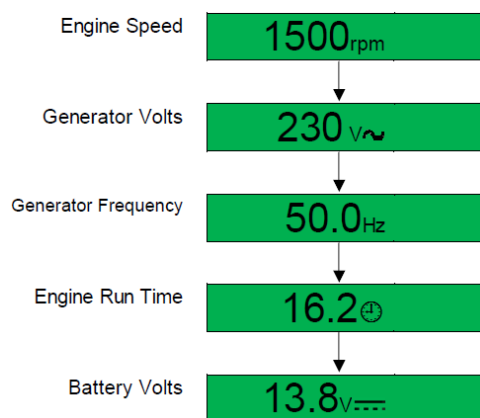 Engine Speed
1500rpm
Generator Volts
230 V
Generator Frequency
50.0Hz
Engine Run Time
16.2
Battery Volts
13.8V